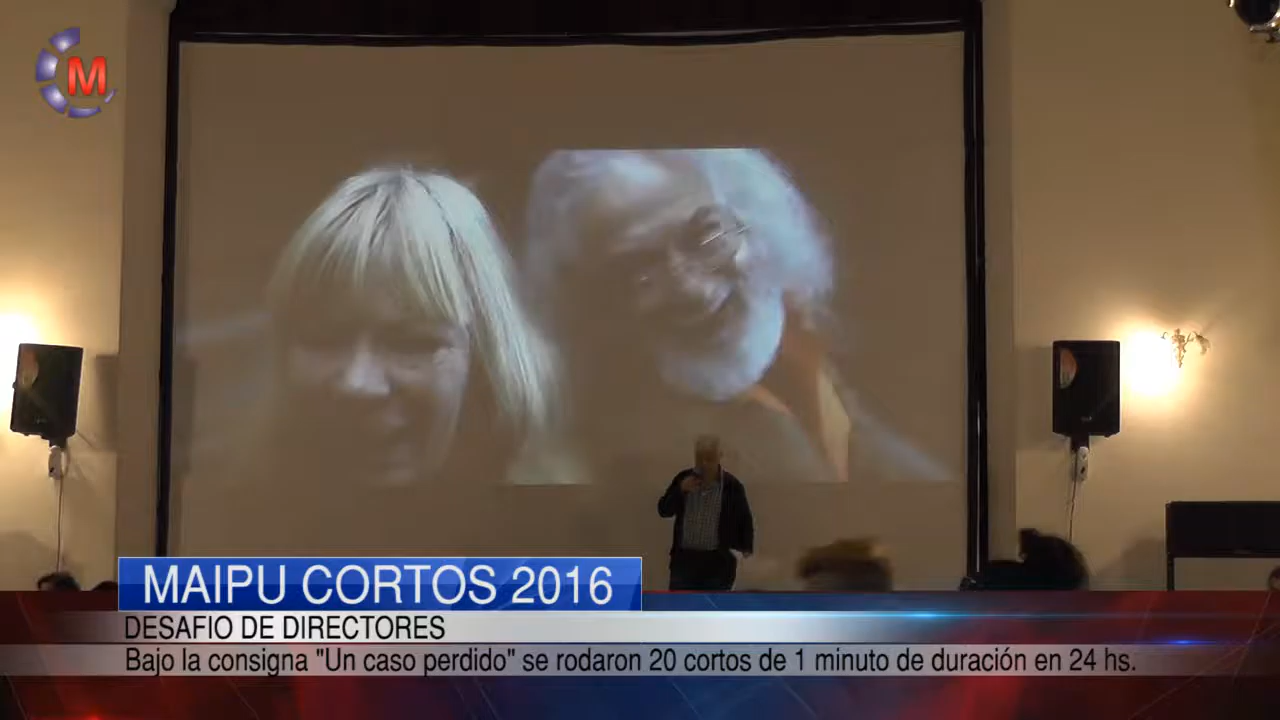 M
MAIPU CORTOS 2016
DESAFIO DE DIRECTORES
Bajo la consigna "Un caso perdido" se rodaron 20 cortos de 1 minuto de duración en 24 hs.